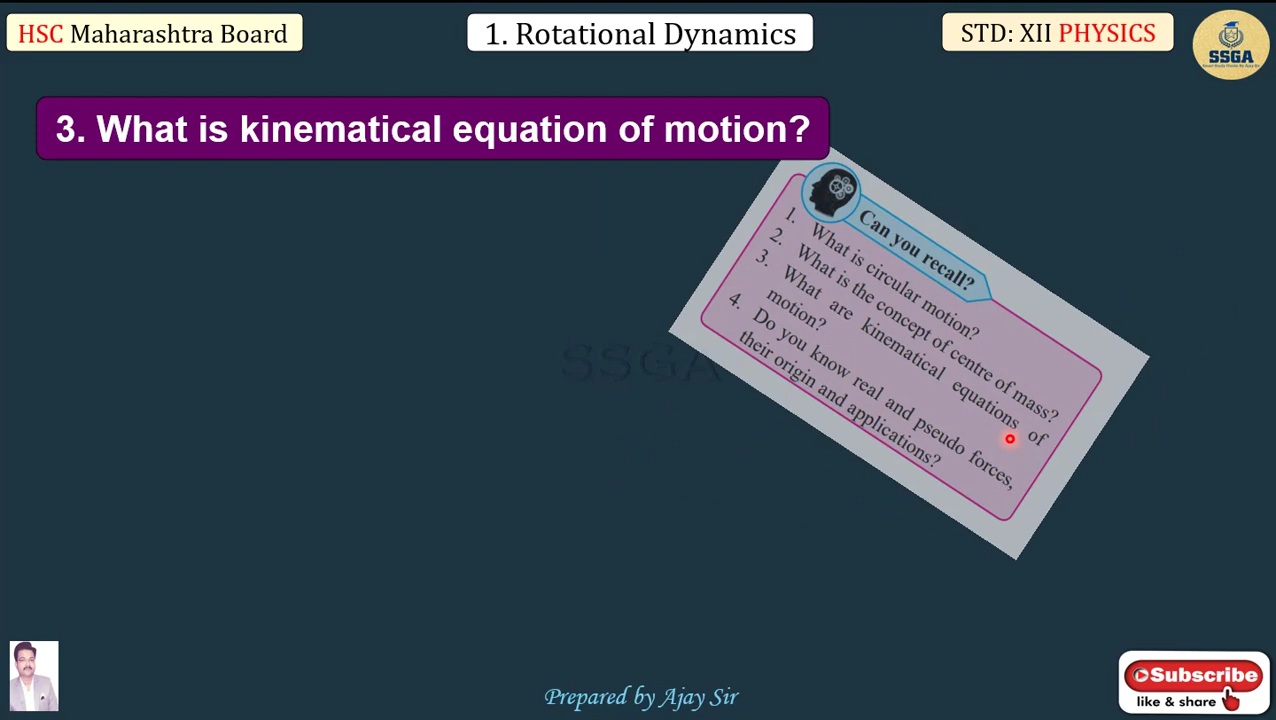 HSC Maharashtra Board
1. Rotational Dynamics
STD: XII PHYSICS
SSGA
3. What is kinematical equation of motion?
Can you recall?
1. What is circular motion?
2. What is the concept of centre of mass?
3. What are kinematical equations of
motion?
4. Do you know real and pseudo forces,
their origin and applications?
SSGA
Prepared by Ajay Sir
Subscribe
like & share